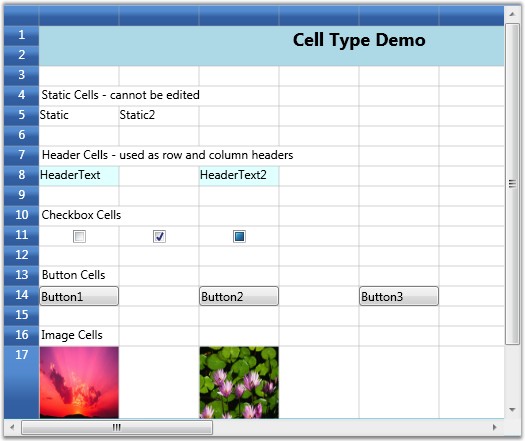 1 Cell Type Demo
2
3
4 Static Cells - cannot be edited
5 Static Static2
6
7 Header Cells - used as row and column headers
8 HeaderText HeaderText2
9
10 Checkbox Cells
11
12
13 Button Cells
14 Button1 Button2 Button3
15
16 Image Cells
17